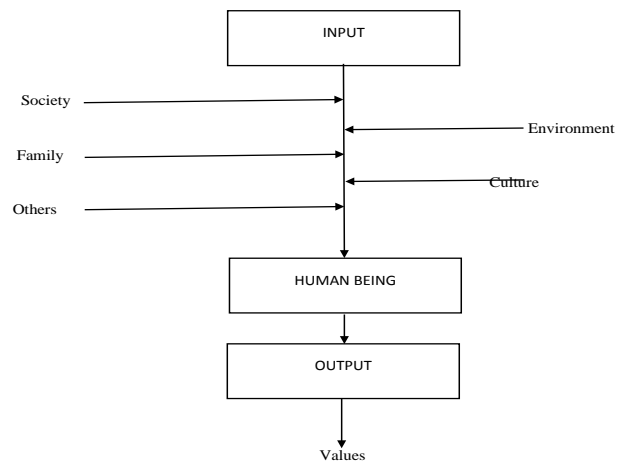 INPUT
Society
Environment
Family
Culture
Others
HUMAN BEING
OUTPUT
Values